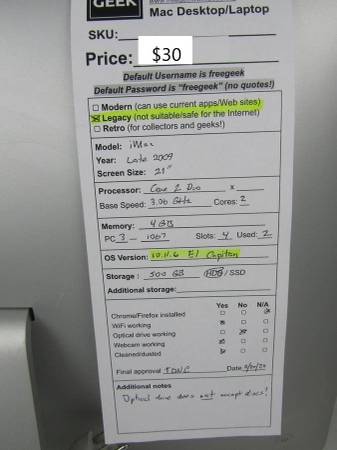 GEEK
Mac Desktop/Laptop
SKU:
Price: $30
Default Username is freegeek
Default Password is "freegeek" (no quotes!)
Modern (can use current apps/Web sites)
Legacy (not suitable/safe for the Internet)
Retro (for collectors and geeks!)
Model: iMac
Year: Late 2009
Screen Size: 21"
Processor: Core 2 Duo x
Base Speed: 3.06 GHz Cores: 2
Memory: 4 GB
PC 3 - 1067 Slots: 4 Used: 2
OS Version: 10.11.6 El Capitan
Storage: 500 GB HDD / SSD
Additional storage:
Yes No N/A
Chrome/Firefox installed
WiFi working
Optical drive working
Webcam working
Cleaned/dusted
Final approval Date
Additional notes
Optical drive does not accept discs!